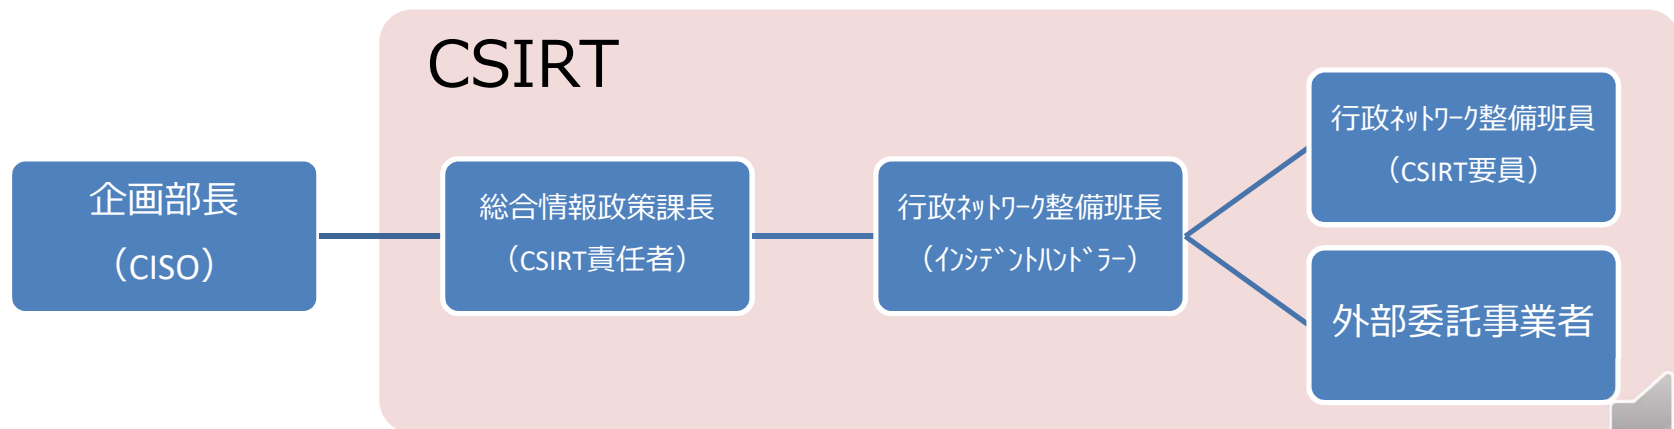 CSIRT
企画部長
（CISO）
総合情報政策課長
（CSIRT責任者）
行政ﾈｯﾄﾜｰｸ整備班長
（ｲﾝｼﾃﾞﾝﾄﾊﾝﾄﾞﾗｰ）
行政ﾈｯﾄﾜｰｸ整備班員
（CSIRT要員）
外部委託事業者